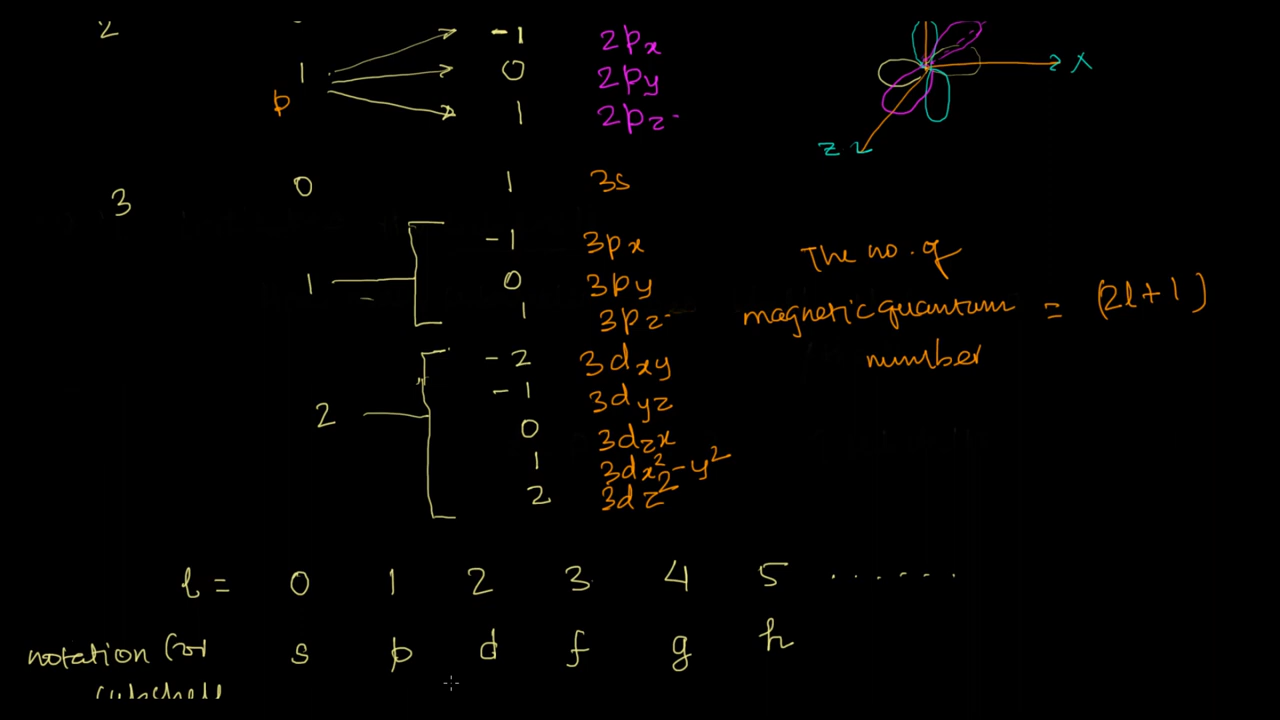 2
-1 2px
1 0 2py
p 1 2pz
x
z
3 0 1 3s
-1 3px
1 0 3py
1 3pz
The no. of
magnetic quantum = (2l+1)
number
-2 3dxy
-1 3dyz
2 0 3dzx
1 3dx²-y²
2 3dz²
l = 0 1 2 3 4 5 .......
notation for s p d f g h
subshell